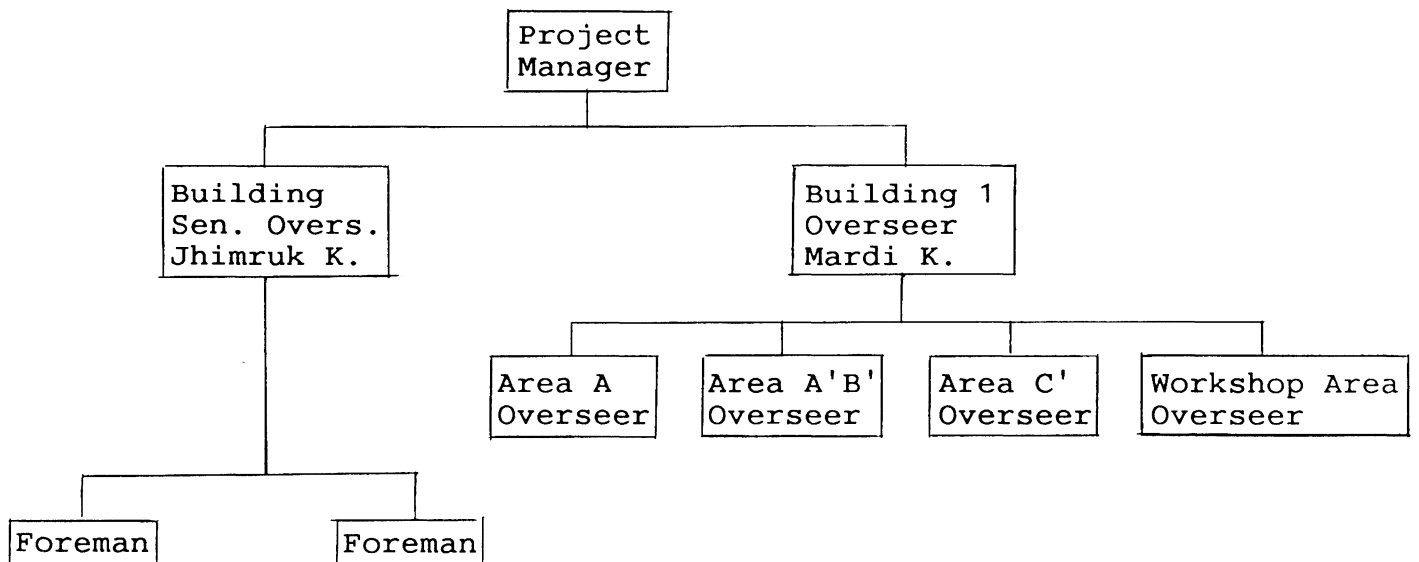 Project
Manager
Building
Sen. Overs.
Jhimruk K.
Building 1
Overseer
Mardi K.
Area A
Overseer
Area A'B'
Overseer
Area C'
Overseer
Workshop Area
Overseer
Foreman
Foreman